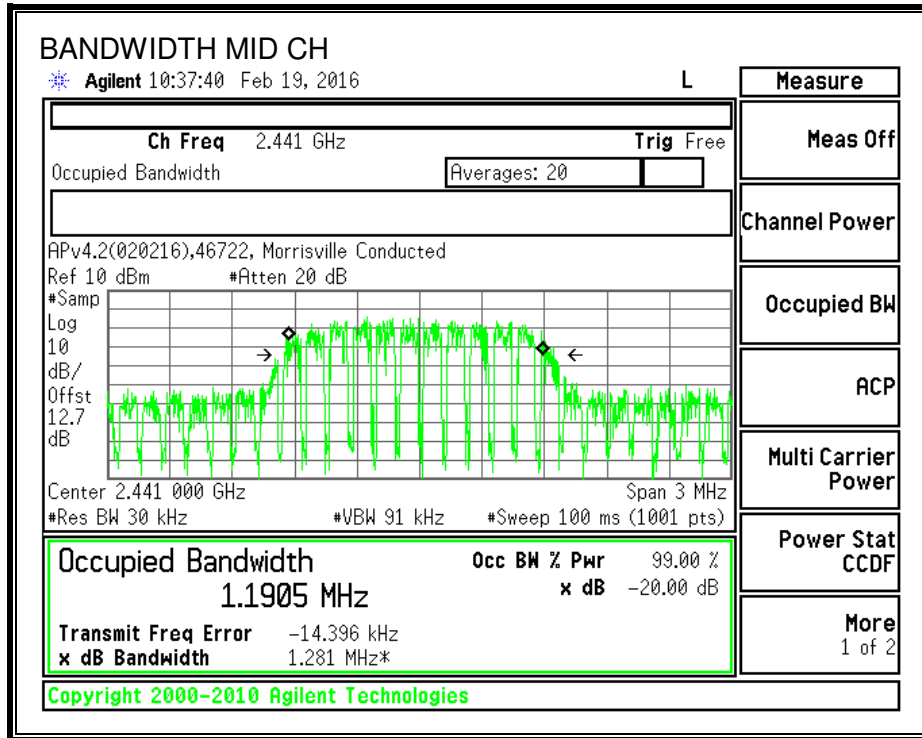 BANDWIDTH MID CH
Agilent 10:37:40 Feb 19, 2016 L
Measure
Ch Freq 2.441 GHz Trig Free
Meas Off
Occupied Bandwidth Averages: 20
Channel Power
APv4.2(020216),46722, Morrisville Conducted
Ref 10 dBm #Atten 20 dB
#Samp
Log
10
dB/
Offst
12.7
dB
Occupied BW
ACP
Center 2.441 000 GHz Span 3 MHz
#Res BW 30 kHz #VBW 91 kHz #Sweep 100 ms (1001 pts)
Multi Carrier
Power
Occupied Bandwidth Occ BW % Pwr 99.00 %
1.1905 MHz x dB -20.00 dB
Transmit Freq Error -14.396 kHz
x dB Bandwidth 1.281 MHz*
Power Stat
CCDF
More
1 of 2
Copyright 2000-2010 Agilent Technologies